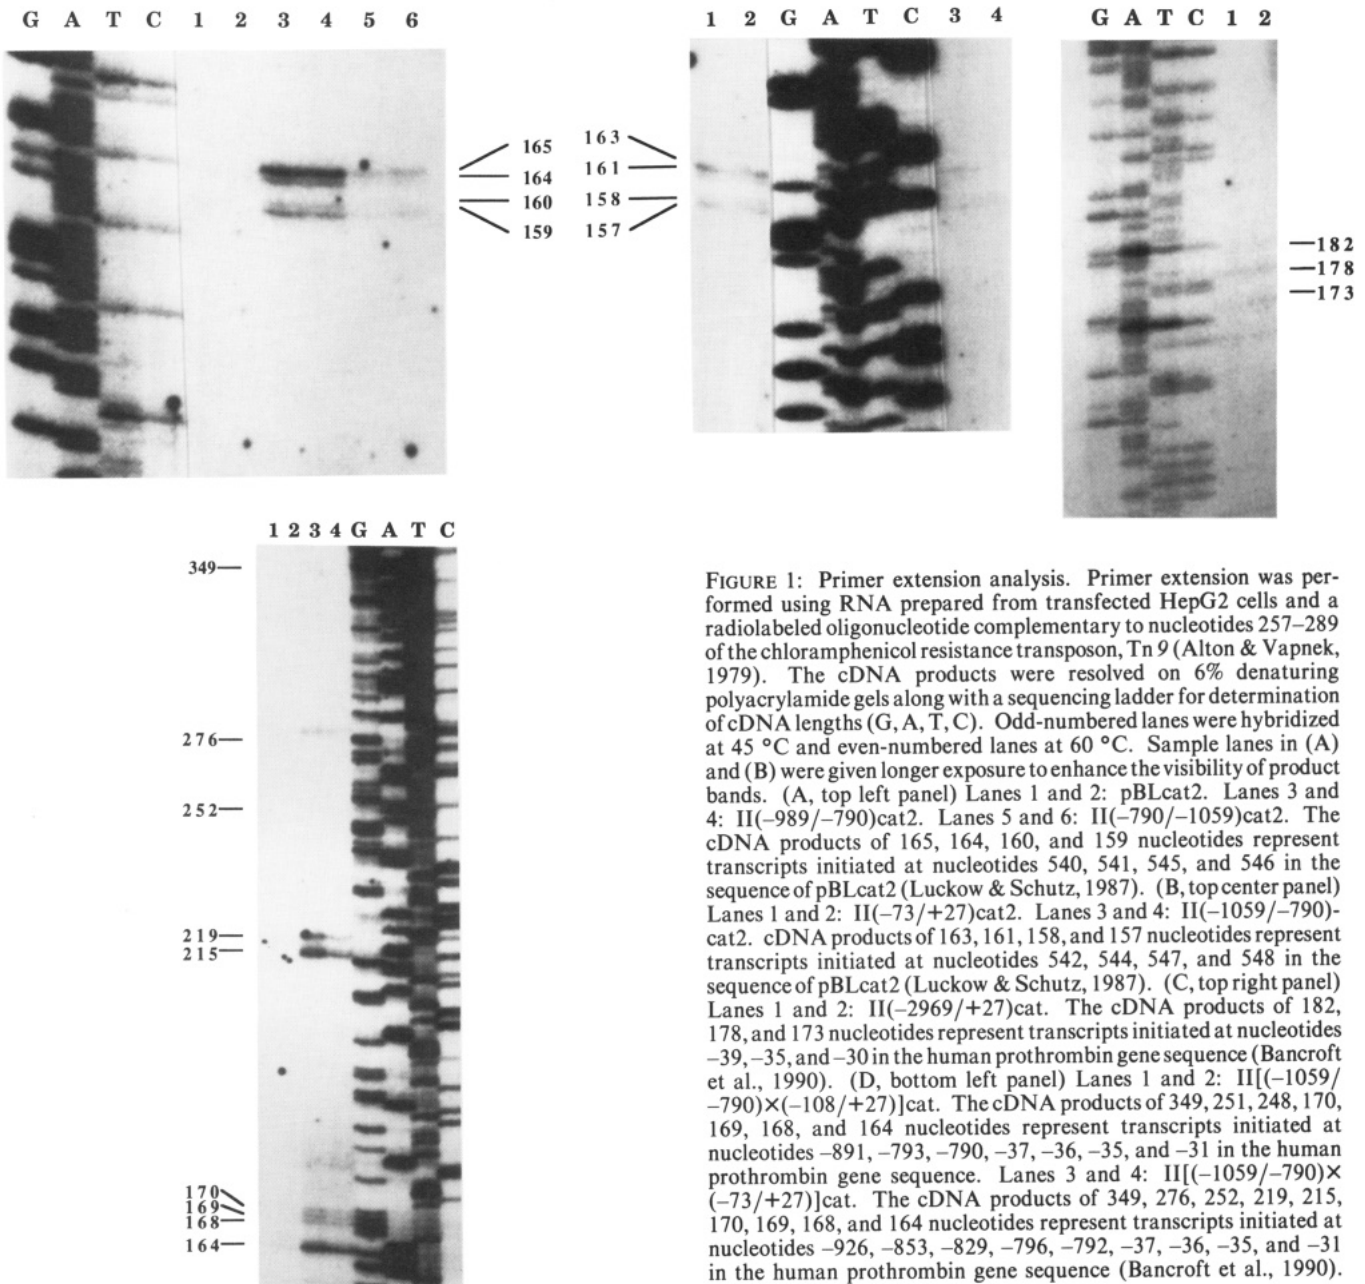 G A T C 1 2 3 4 5 6
165
164
160
159
1 2 G A T C 3 4
163
161
158
157
G A T C 1 2
182
178
173
1 2 3 4 G A T C
349
276
252
219
215
170
169
168
164
FIGURE 1: Primer extension analysis. Primer extension was per-
formed using RNA prepared from transfected HepG2 cells and a
radiolabeled oligonucleotide complementary to nucleotides 257–289
of the chloramphenicol resistance transposon, Tn 9 (Alton & Vapnek,
1979). The cDNA products were resolved on 6% denaturing
polyacrylamide gels along with a sequencing ladder for determination
of cDNA lengths (G, A, T, C). Odd-numbered lanes were hybridized
at 45 °C and even-numbered lanes at 60 °C. Sample lanes in (A)
and (B) were given longer exposure to enhance the visibility of product
bands. (A, top left panel) Lanes 1 and 2: pBLcat2. Lanes 3 and
4: II(–989/–790)cat2. Lanes 5 and 6: II(–790/–1059)cat2. The
cDNA products of 165, 164, 160, and 159 nucleotides represent
transcripts initiated at nucleotides 540, 541, 545, and 546 in the
sequence of pBLcat2 (Luckow & Schutz, 1987). (B, top center panel)
Lanes 1 and 2: II(–73/+27)cat2. Lanes 3 and 4: II(–1059/–790)-
cat2. cDNA products of 163, 161, 158, and 157 nucleotides represent
transcripts initiated at nucleotides 542, 544, 547, and 548 in the
sequence of pBLcat2 (Luckow & Schutz, 1987). (C, top right panel)
Lanes 1 and 2: II(–2969/+27)cat. The cDNA products of 182,
178, and 173 nucleotides represent transcripts initiated at nucleotides
–39, –35, and –30 in the human prothrombin gene sequence (Bancroft
et al., 1990). (D, bottom left panel) Lanes 1 and 2: II[(–1059/
–790)×(–108/+27)]cat. The cDNA products of 349, 251, 248, 170,
169, 168, and 164 nucleotides represent transcripts initiated at
nucleotides –891, –793, –790, –37, –36, –35, and –31 in the human
prothrombin gene sequence. Lanes 3 and 4: II[(–1059/–790)×
(–73/+27)]cat. The cDNA products of 349, 276, 252, 219, 215,
170, 169, 168, and 164 nucleotides represent transcripts initiated at
nucleotides –926, –853, –829, –796, –792, –37, –36, –35, and –31
in the human prothrombin gene sequence (Bancroft et al., 1990).